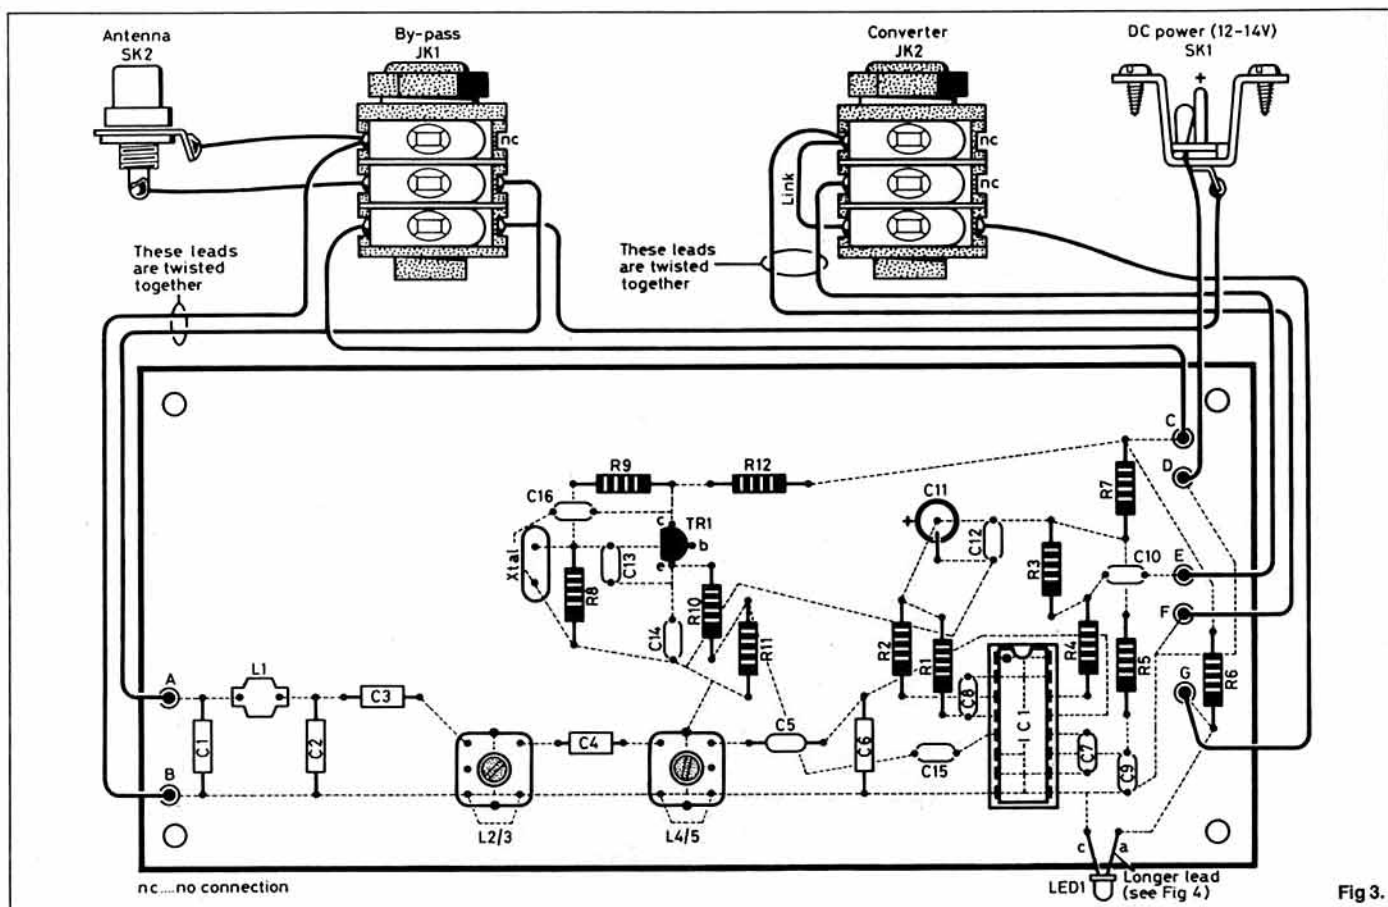 Antenna
SK2
By-pass
JK1
Converter
JK2
DC power (12-14V)
SK1
+
nc
nc
nc
Link
These leads
are twisted
together
These leads
are twisted
together
C
D
R9
R12
R7
C16
c
TR1
b
e
C11
+
C12
Xtal
C13
R8
R3
C10
E
F
R10
C14
R11
R2
R1
R4
R5
R6
G
A
L1
C3
C8
IC1
C1
C2
C4
C5
C6
C15
C7
C9
B
L2/3
L4/5
c
a
nc....no connection
LED1
Longer lead
(see Fig 4)
Fig 3.